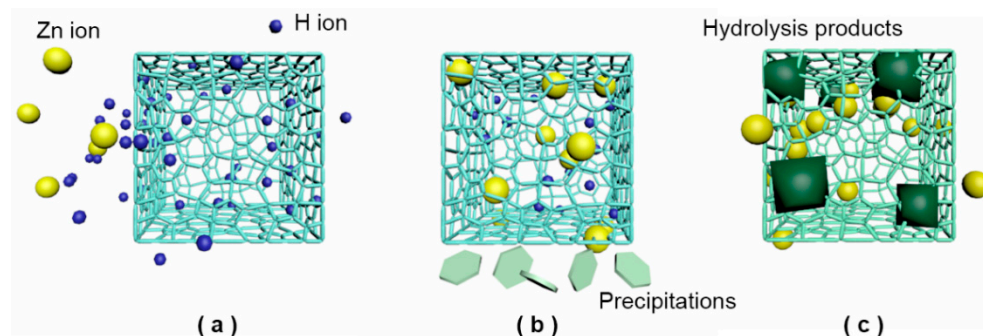 Zn ion
H ion
Hydrolysis products
Precipitations
( a )
( b )
( c )